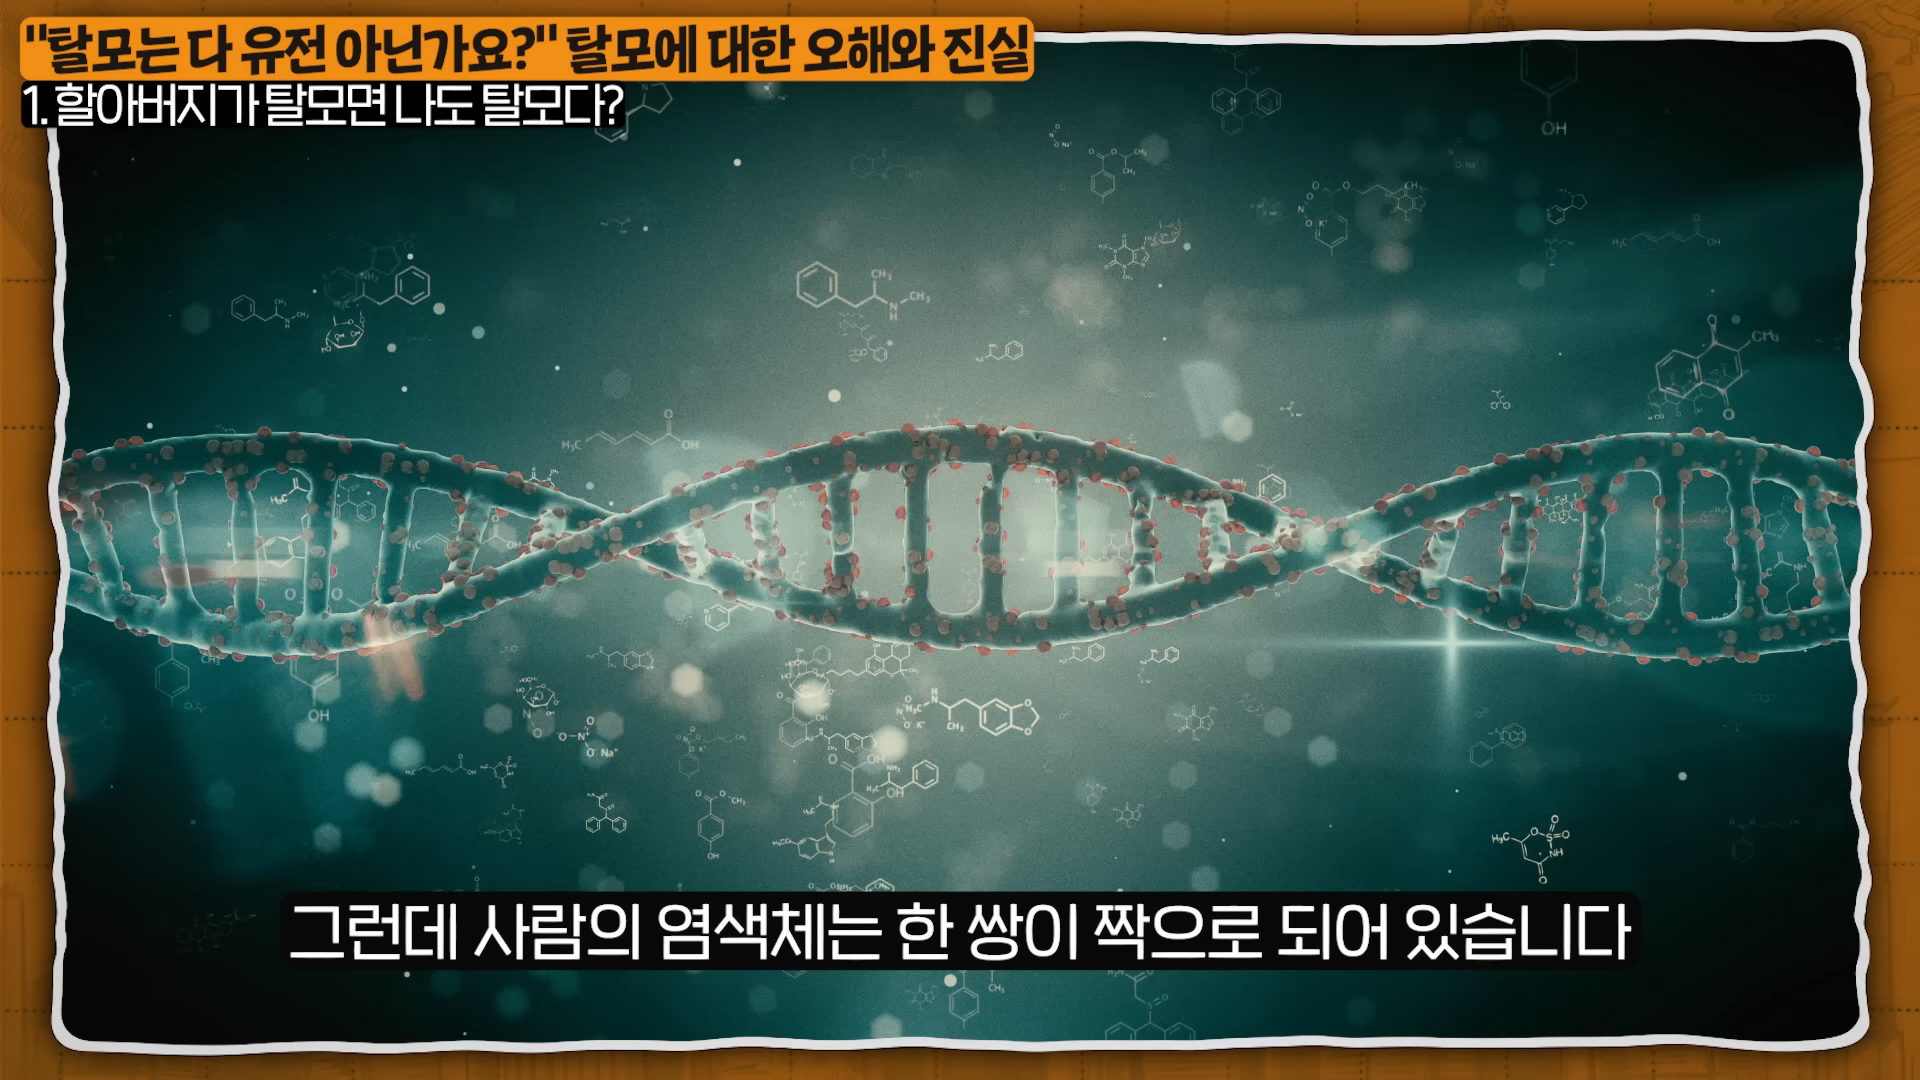 "탈모는 다 유전 아닌가요?" 탈모에 대한 오해와 진실
1. 할아버지가 탈모면 나도 탈모다?
그런데 사람의 염색체는 한 쌍이 짝으로 되어 있습니다